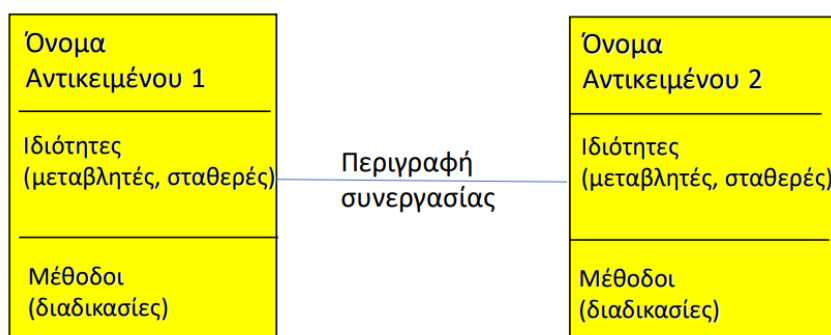 Όνομα
Αντικειμένου 1
Ιδιότητες
(μεταβλητές, σταθερές)
Μέθοδοι
(διαδικασίες)
Περιγραφή
συνεργασίας
Όνομα
Αντικειμένου 2
Ιδιότητες
(μεταβλητές, σταθερές)
Μέθοδοι
(διαδικασίες)